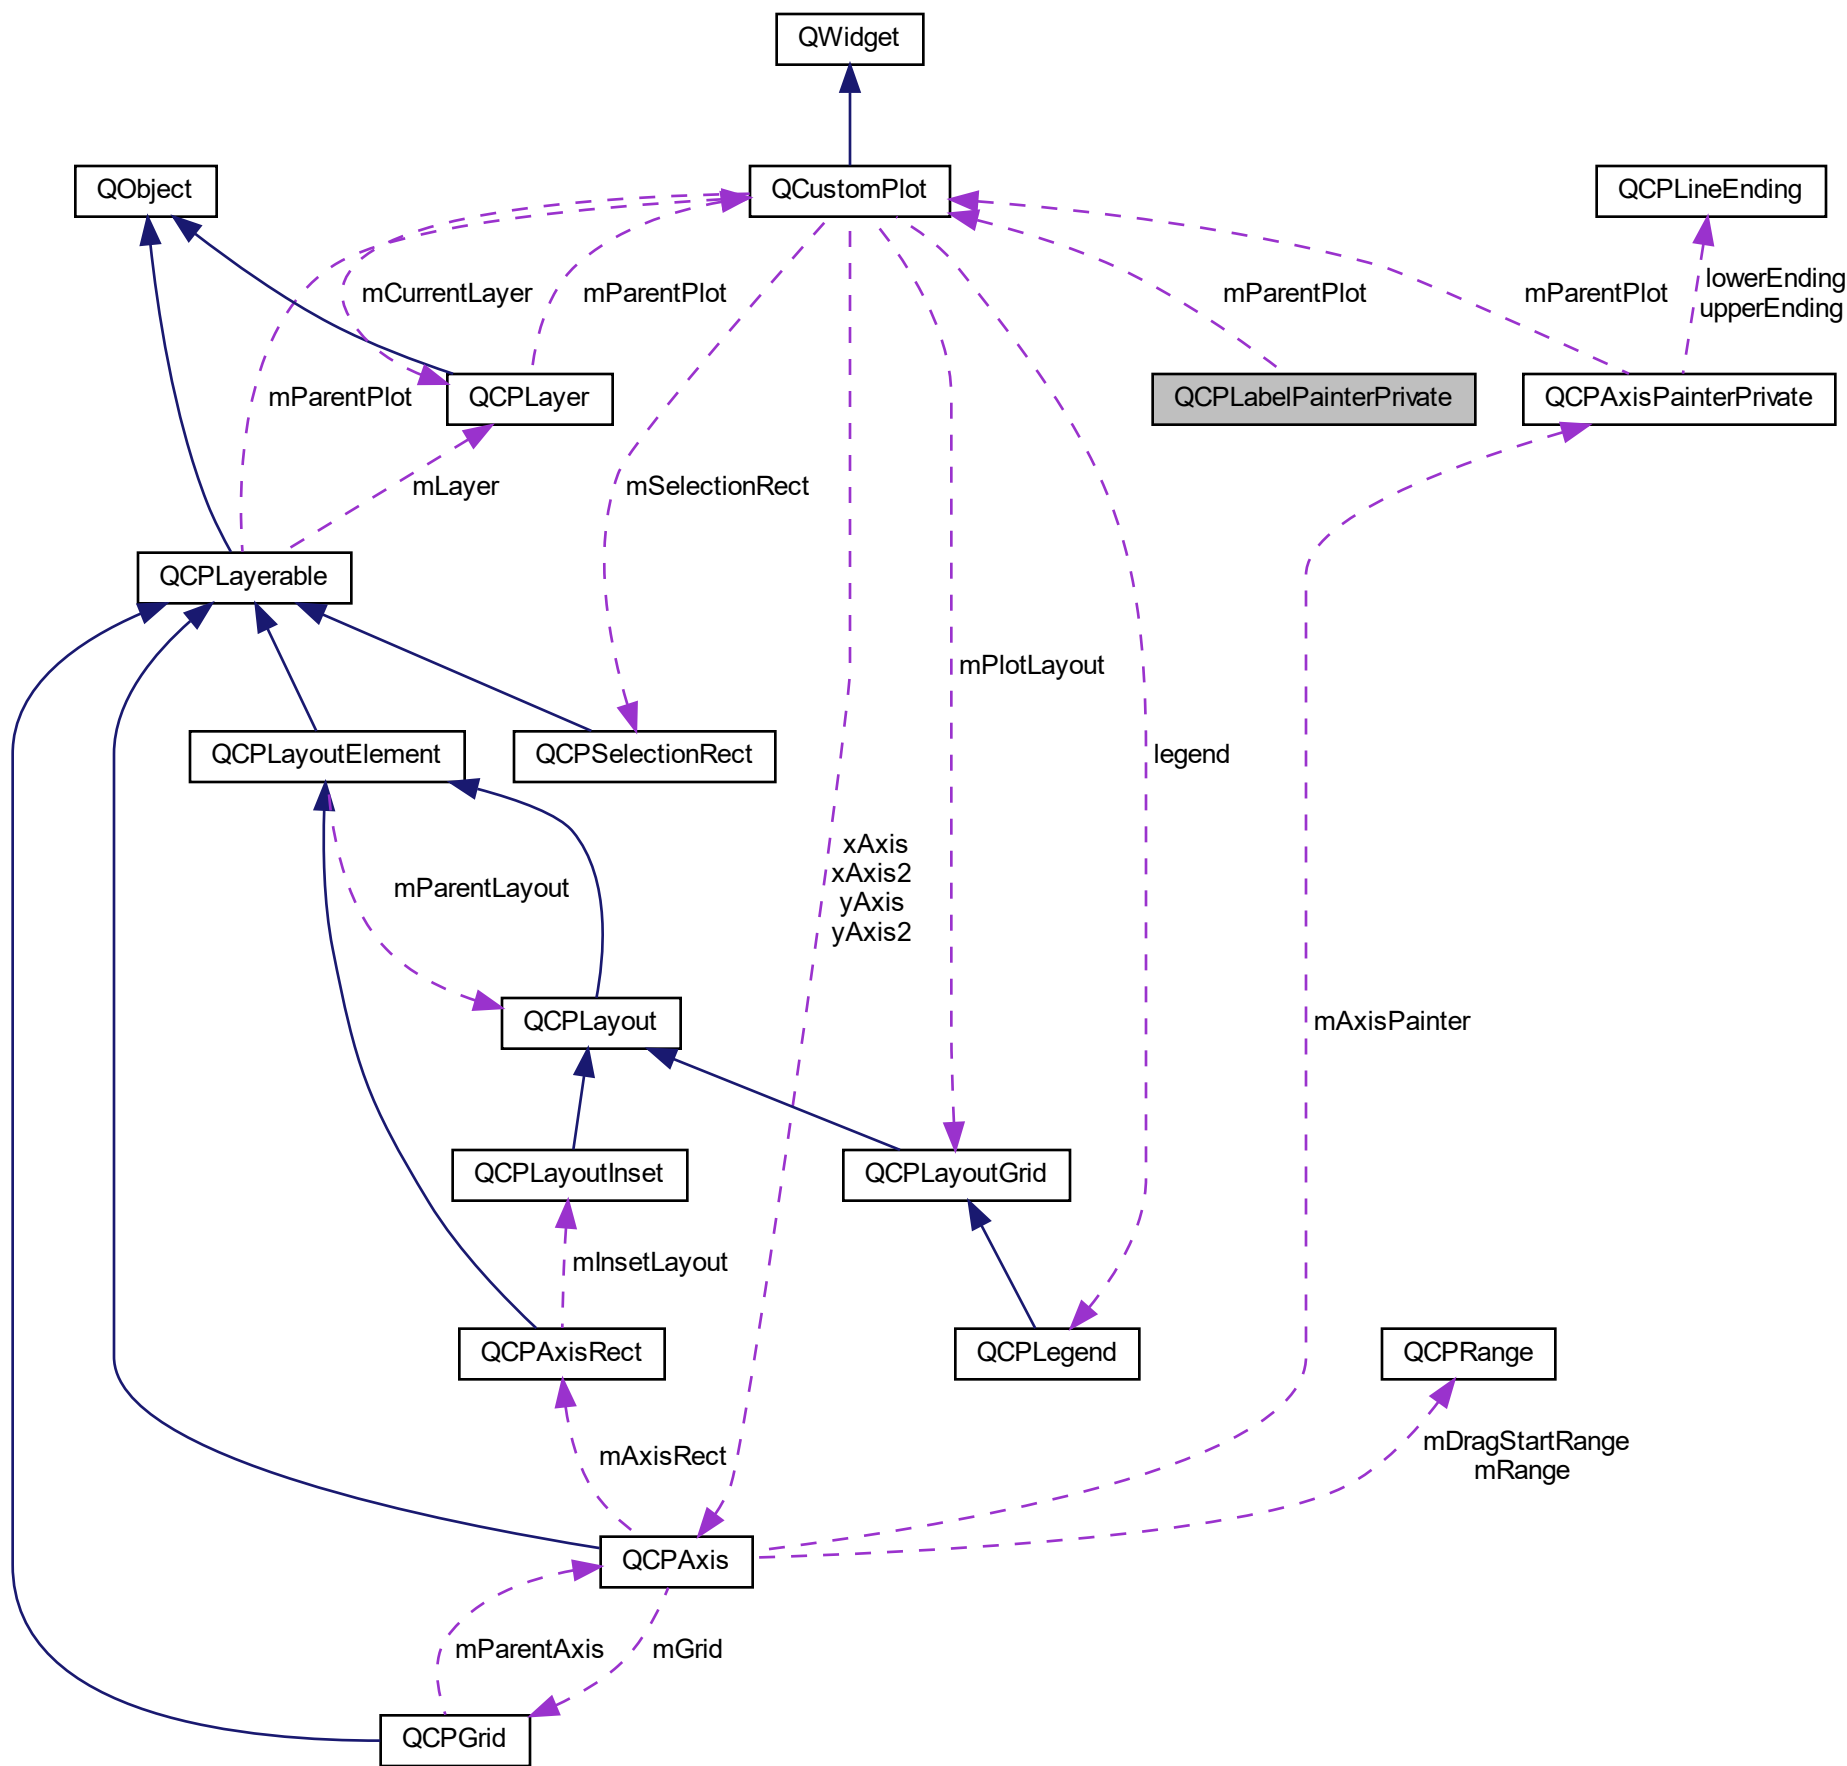 QWidget
QObject
QCustomPlot
QCPLineEnding
mCurrentLayer
mParentPlot
mParentPlot
mParentPlot
lowerEnding
upperEnding
mParentPlot
QCPLayer
QCPLabelPainterPrivate
QCPAxisPainterPrivate
mLayer
mSelectionRect
QCPLayerable
mPlotLayout
QCPLayoutElement
QCPSelectionRect
legend
mParentLayout
xAxis
xAxis2
yAxis
yAxis2
QCPLayout
mAxisPainter
QCPLayoutInset
QCPLayoutGrid
mInsetLayout
QCPAxisRect
QCPLegend
QCPRange
mAxisRect
mDragStartRange
mRange
QCPAxis
mParentAxis
mGrid
QCPGrid